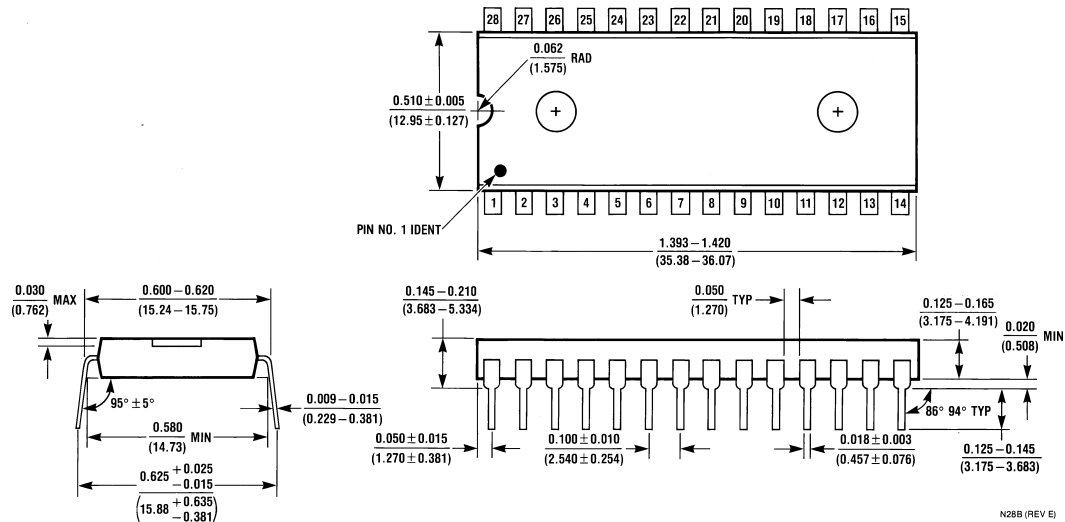 28 27 26 25 24 23 22 21 20 19 18 17 16 15
0.062
(1.575)
RAD
0.510 ± 0.005
(12.95 ± 0.127)
1 2 3 4 5 6 7 8 9 10 11 12 13 14
PIN NO. 1 IDENT
1.393 – 1.420
(35.38 – 36.07)
0.030
(0.762)
MAX
0.600 – 0.620
(15.24 – 15.75)
95° ±5°
0.009 – 0.015
(0.229 – 0.381)
0.580
(14.73)
MIN
0.625 + 0.025
– 0.015
(15.88 + 0.635
– 0.381)
0.145 – 0.210
(3.683 – 5.334)
0.050
(1.270)
TYP
0.125 – 0.165
(3.175 – 4.191)
0.020
(0.508)
MIN
86° 94° TYP
0.050 ± 0.015
(1.270 ± 0.381)
0.100 ± 0.010
(2.540 ± 0.254)
0.018 ± 0.003
(0.457 ± 0.076)
0.125 – 0.145
(3.175 – 3.683)
N28B (REV E)